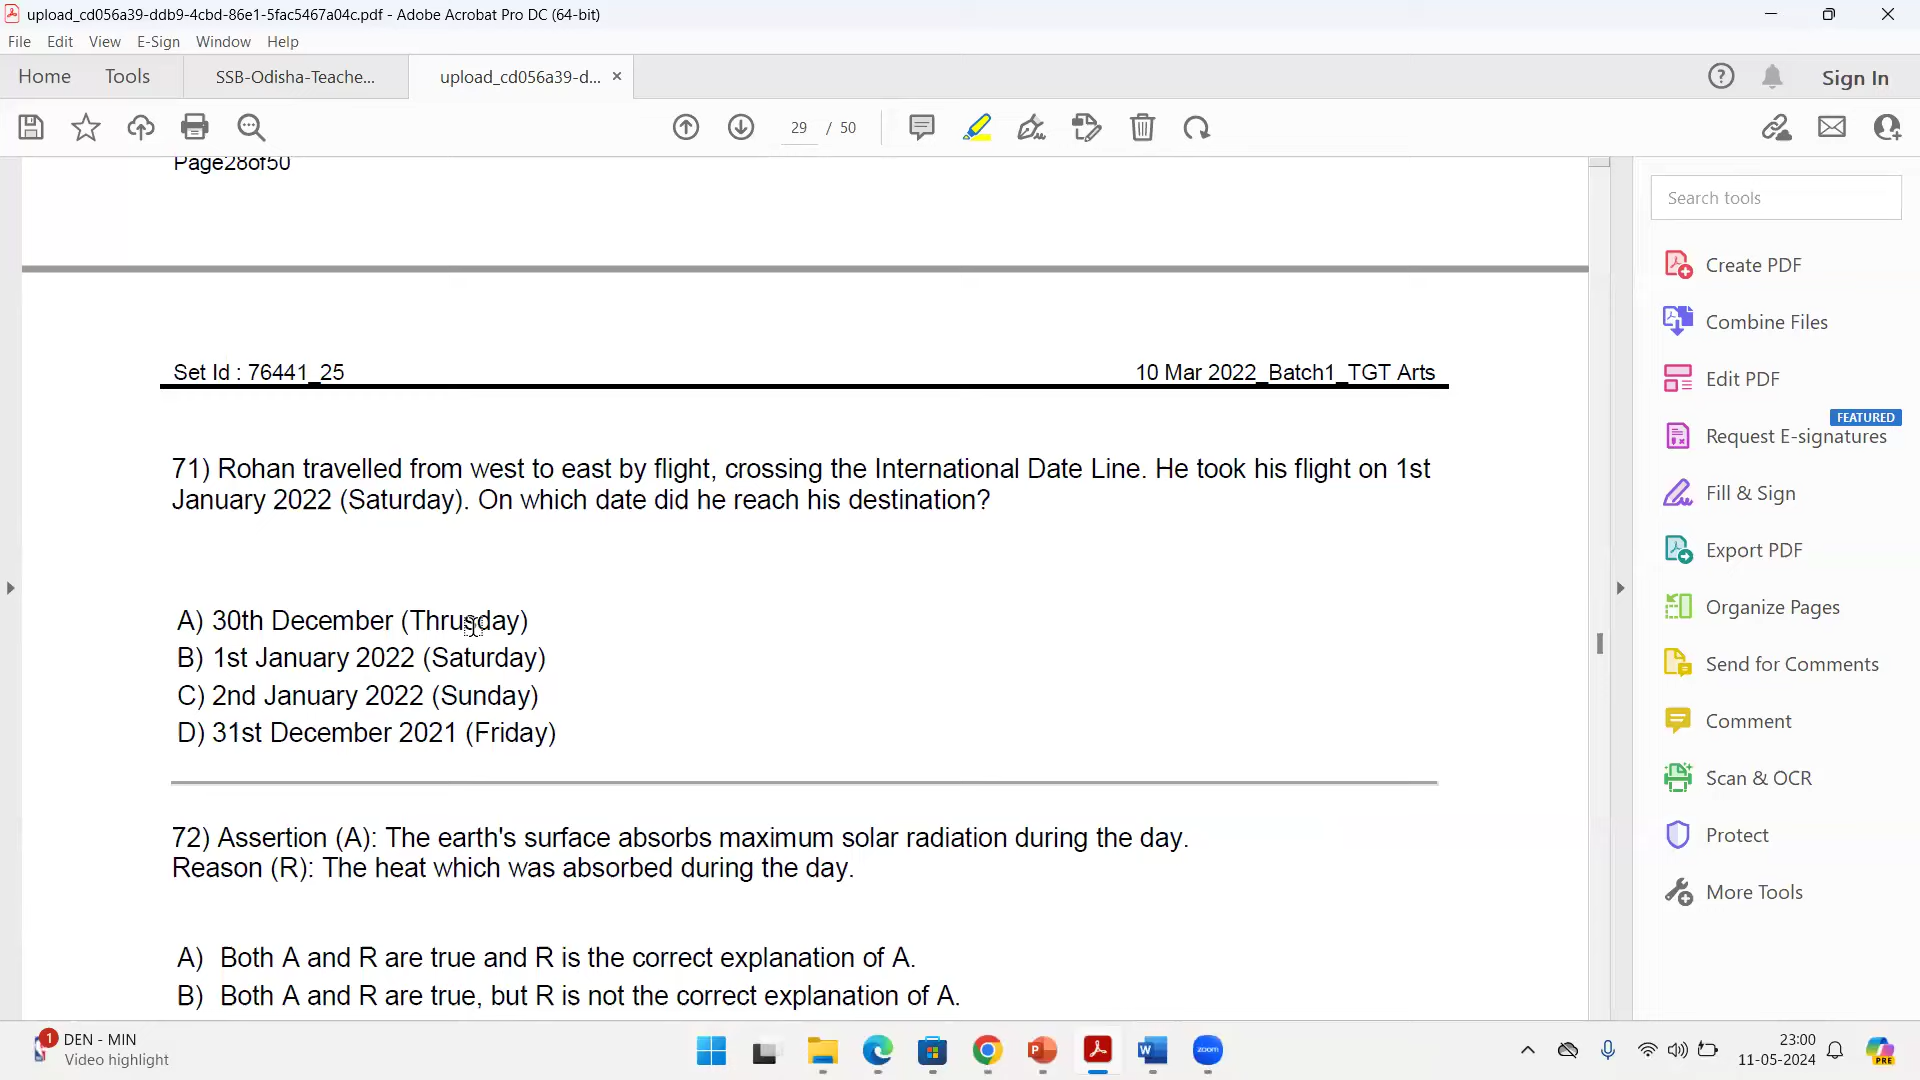 upload_cd056a39-ddb9-4cbd-86e1-5fac5467a04c.pdf - Adobe Acrobat Pro DC (64-bit)
File Edit View E-Sign Window Help
Home Tools SSB-Odisha-Teache... upload_cd056a39-d... Sign In
29 / 50
Page28of50
Search tools
Create PDF
Combine Files
Set Id : 76441_25 10 Mar 2022_Batch1_TGT Arts
Edit PDF
FEATURED
Request E-signatures
71) Rohan travelled from west to east by flight, crossing the International Date Line. He took his flight on 1st
January 2022 (Saturday). On which date did he reach his destination?
Fill & Sign
Export PDF
Organize Pages
A) 30th December (Thrusday)
B) 1st January 2022 (Saturday)
C) 2nd January 2022 (Sunday)
D) 31st December 2021 (Friday)
Send for Comments
Comment
Scan & OCR
72) Assertion (A): The earth's surface absorbs maximum solar radiation during the day.
Reason (R): The heat which was absorbed during the day.
Protect
More Tools
A) Both A and R are true and R is the correct explanation of A.
B) Both A and R are true, but R is not the correct explanation of A.
1
DEN - MIN
Video highlight
zoom
23:00
11-05-2024
PRE